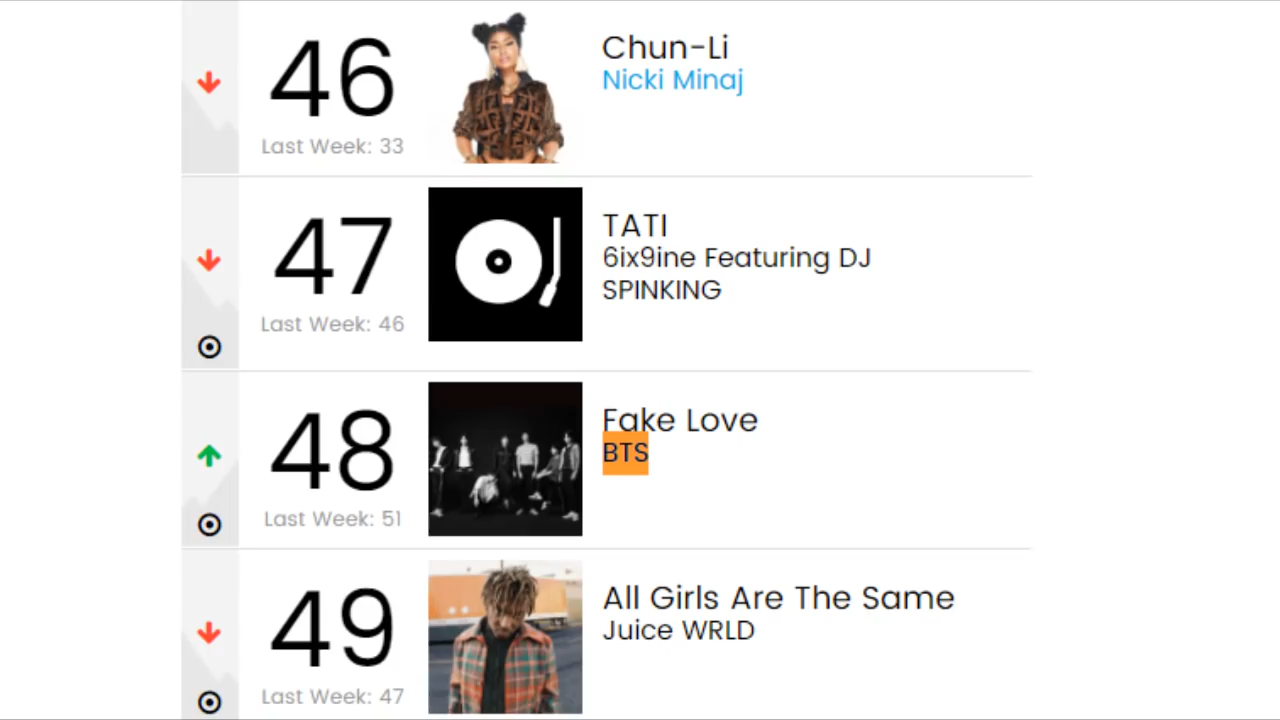 46
Last Week: 33
Chun-Li
Nicki Minaj
47
Last Week: 46
TATI
6ix9ine Featuring DJ
SPINKING
48
Last Week: 51
Fake Love
BTS
49
Last Week: 47
All Girls Are The Same
Juice WRLD